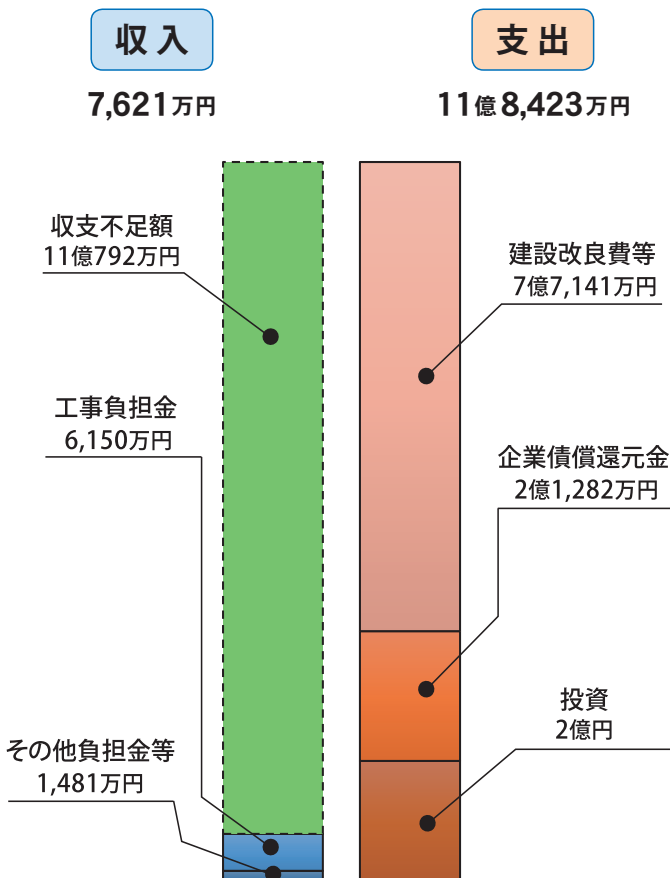 収入
7,621万円
収支不足額
11億792万円
工事負担金
6,150万円
その他負担金等
1,481万円
支出
11億8,423万円
建設改良費等
7億7,141万円
企業債償還元金
2億1,282万円
投資
2億円